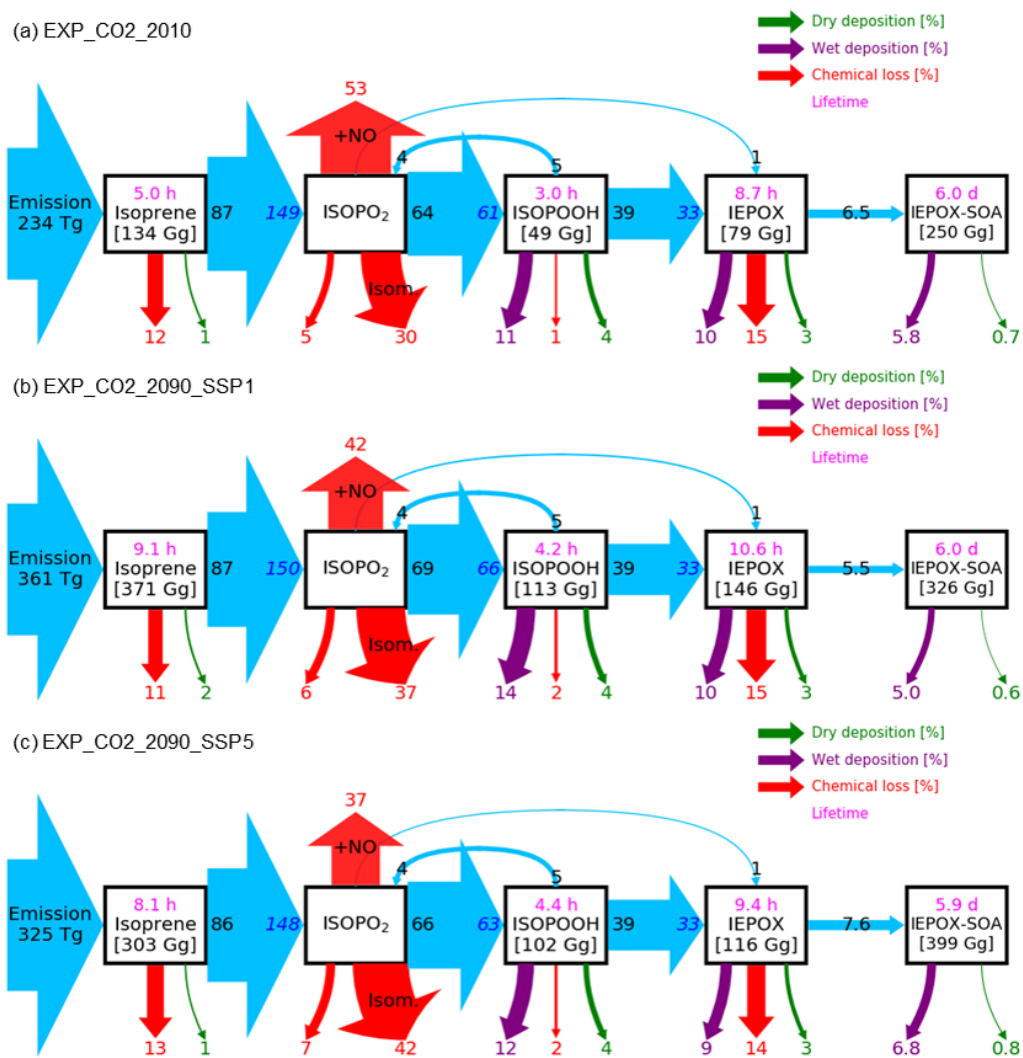 (a) EXP_CO2_2010
Dry deposition [%]
Wet deposition [%]
Chemical loss [%]
Lifetime
53
+NO
4
5
1
Emission
234 Tg
5.0 h
Isoprene
[134 Gg]
87
149
ISOPO₂
64
61
3.0 h
ISOPOOH
[49 Gg]
39
33
8.7 h
IEPOX
[79 Gg]
6.5
6.0 d
IEPOX-SOA
[250 Gg]
Isom.
12
1
5
30
11
1
4
10
15
3
5.8
0.7
(b) EXP_CO2_2090_SSP1
Dry deposition [%]
Wet deposition [%]
Chemical loss [%]
Lifetime
42
+NO
4
5
1
Emission
361 Tg
9.1 h
Isoprene
[371 Gg]
87
150
ISOPO₂
69
66
4.2 h
ISOPOOH
[113 Gg]
39
33
10.6 h
IEPOX
[146 Gg]
5.5
6.0 d
IEPOX-SOA
[326 Gg]
Isom.
11
2
6
37
14
2
4
10
15
3
5.0
0.6
(c) EXP_CO2_2090_SSP5
Dry deposition [%]
Wet deposition [%]
Chemical loss [%]
Lifetime
37
+NO
4
5
1
Emission
325 Tg
8.1 h
Isoprene
[303 Gg]
86
148
ISOPO₂
66
63
4.4 h
ISOPOOH
[102 Gg]
39
33
9.4 h
IEPOX
[116 Gg]
7.6
5.9 d
IEPOX-SOA
[399 Gg]
Isom.
13
1
7
42
12
2
4
9
14
3
6.8
0.8